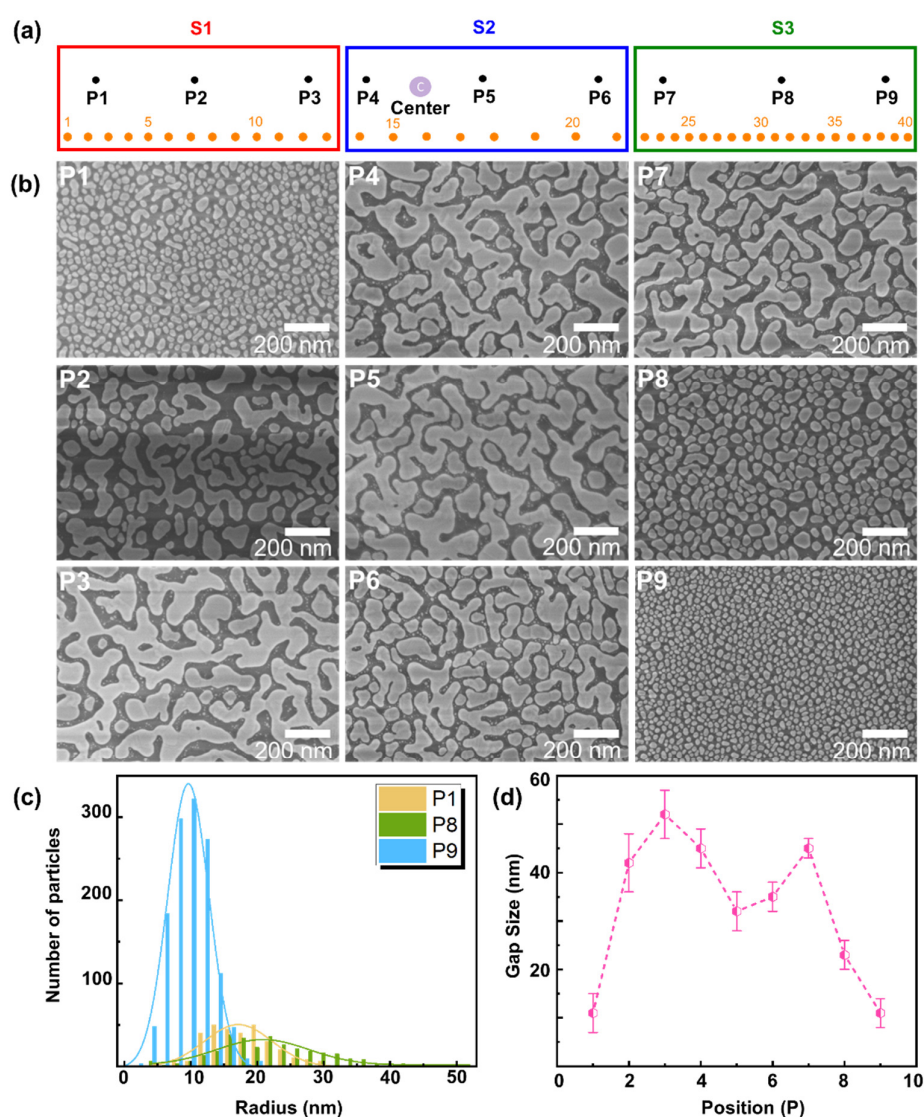 (a)
S1
S2
S3
P1
P2
P3
P4
C
Center
P5
P6
P7
P8
P9
1
5
10
15
20
25
30
35
40
(b)
P1
200 nm
P4
200 nm
P7
200 nm
P2
200 nm
P5
200 nm
P8
200 nm
P3
200 nm
P6
200 nm
P9
200 nm
(c)
Number of particles
300
200
100
0
10
20
30
40
50
Radius (nm)
P1
P8
P9
(d)
Gap Size (nm)
60
40
20
0
2
4
6
8
10
Position (P)